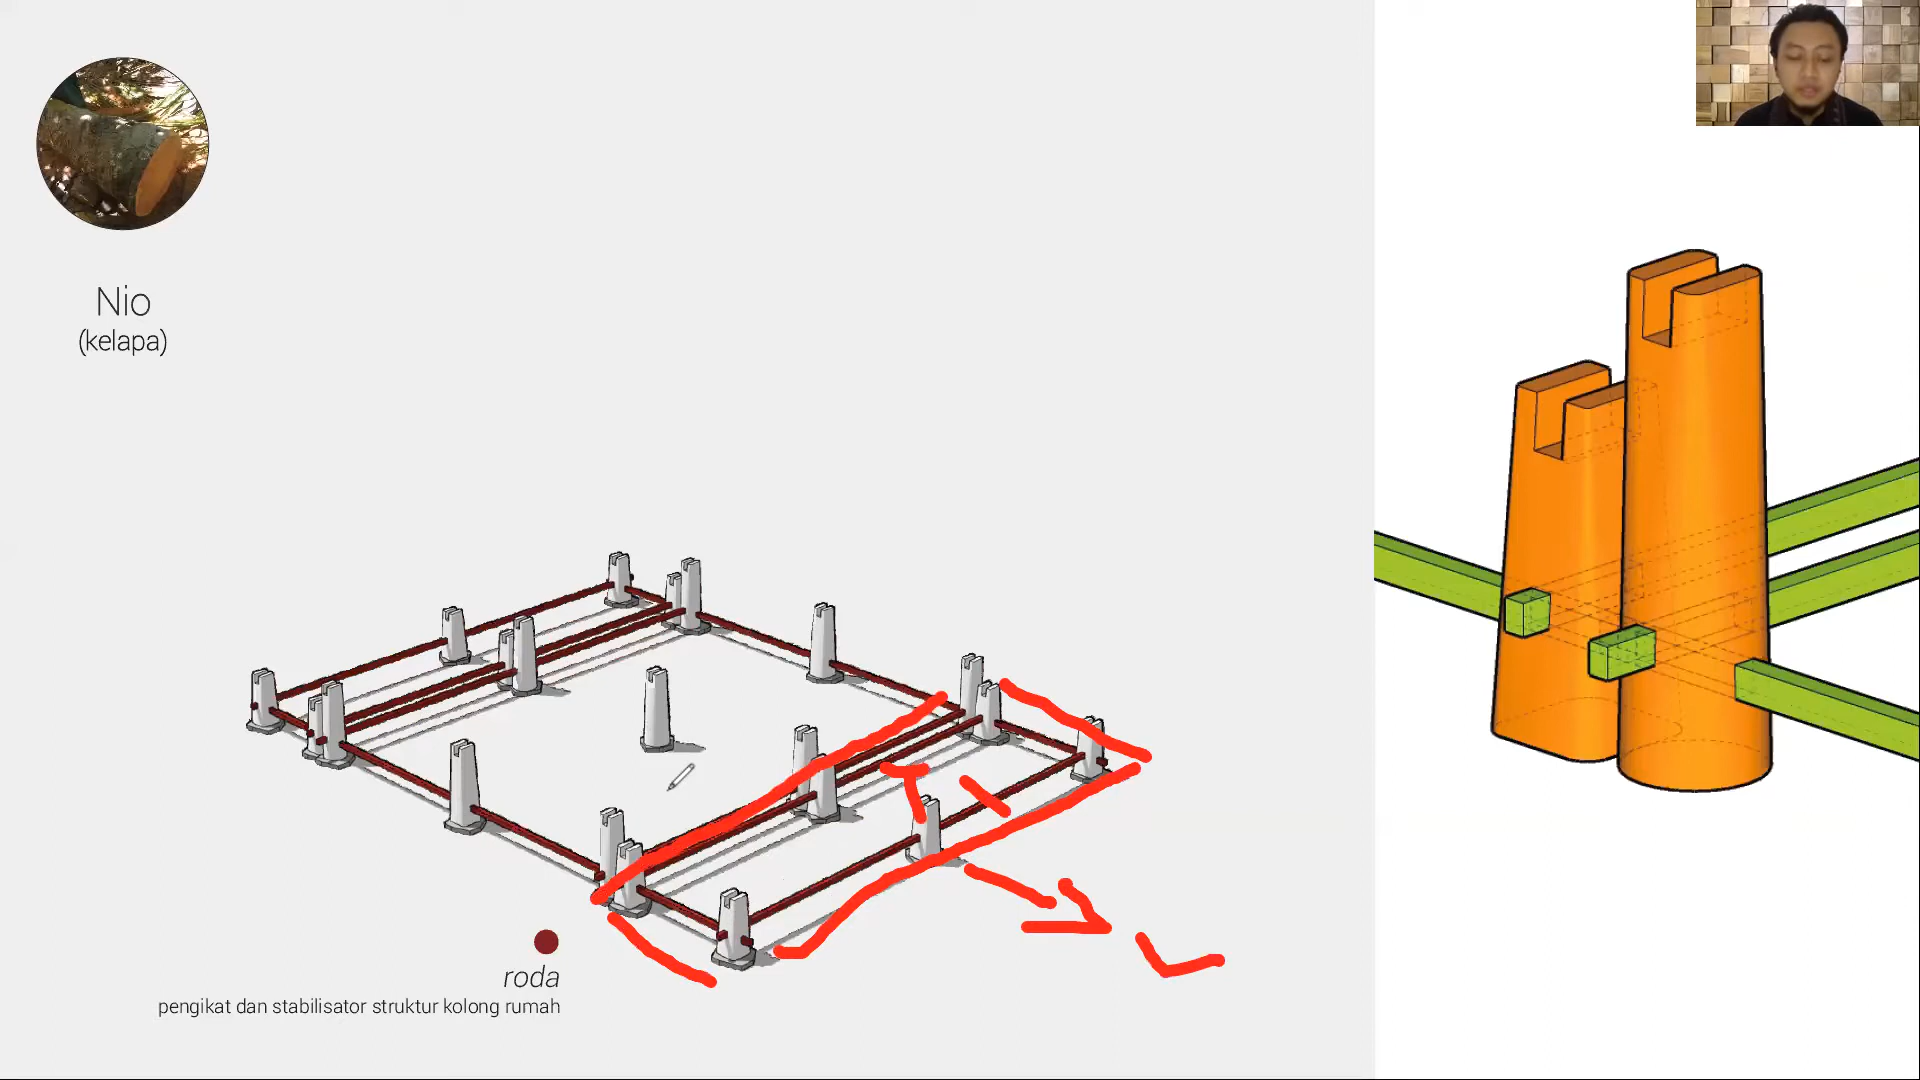 Nio
(kelapa)
roda
pengikat dan stabilisator struktur kolong rumah